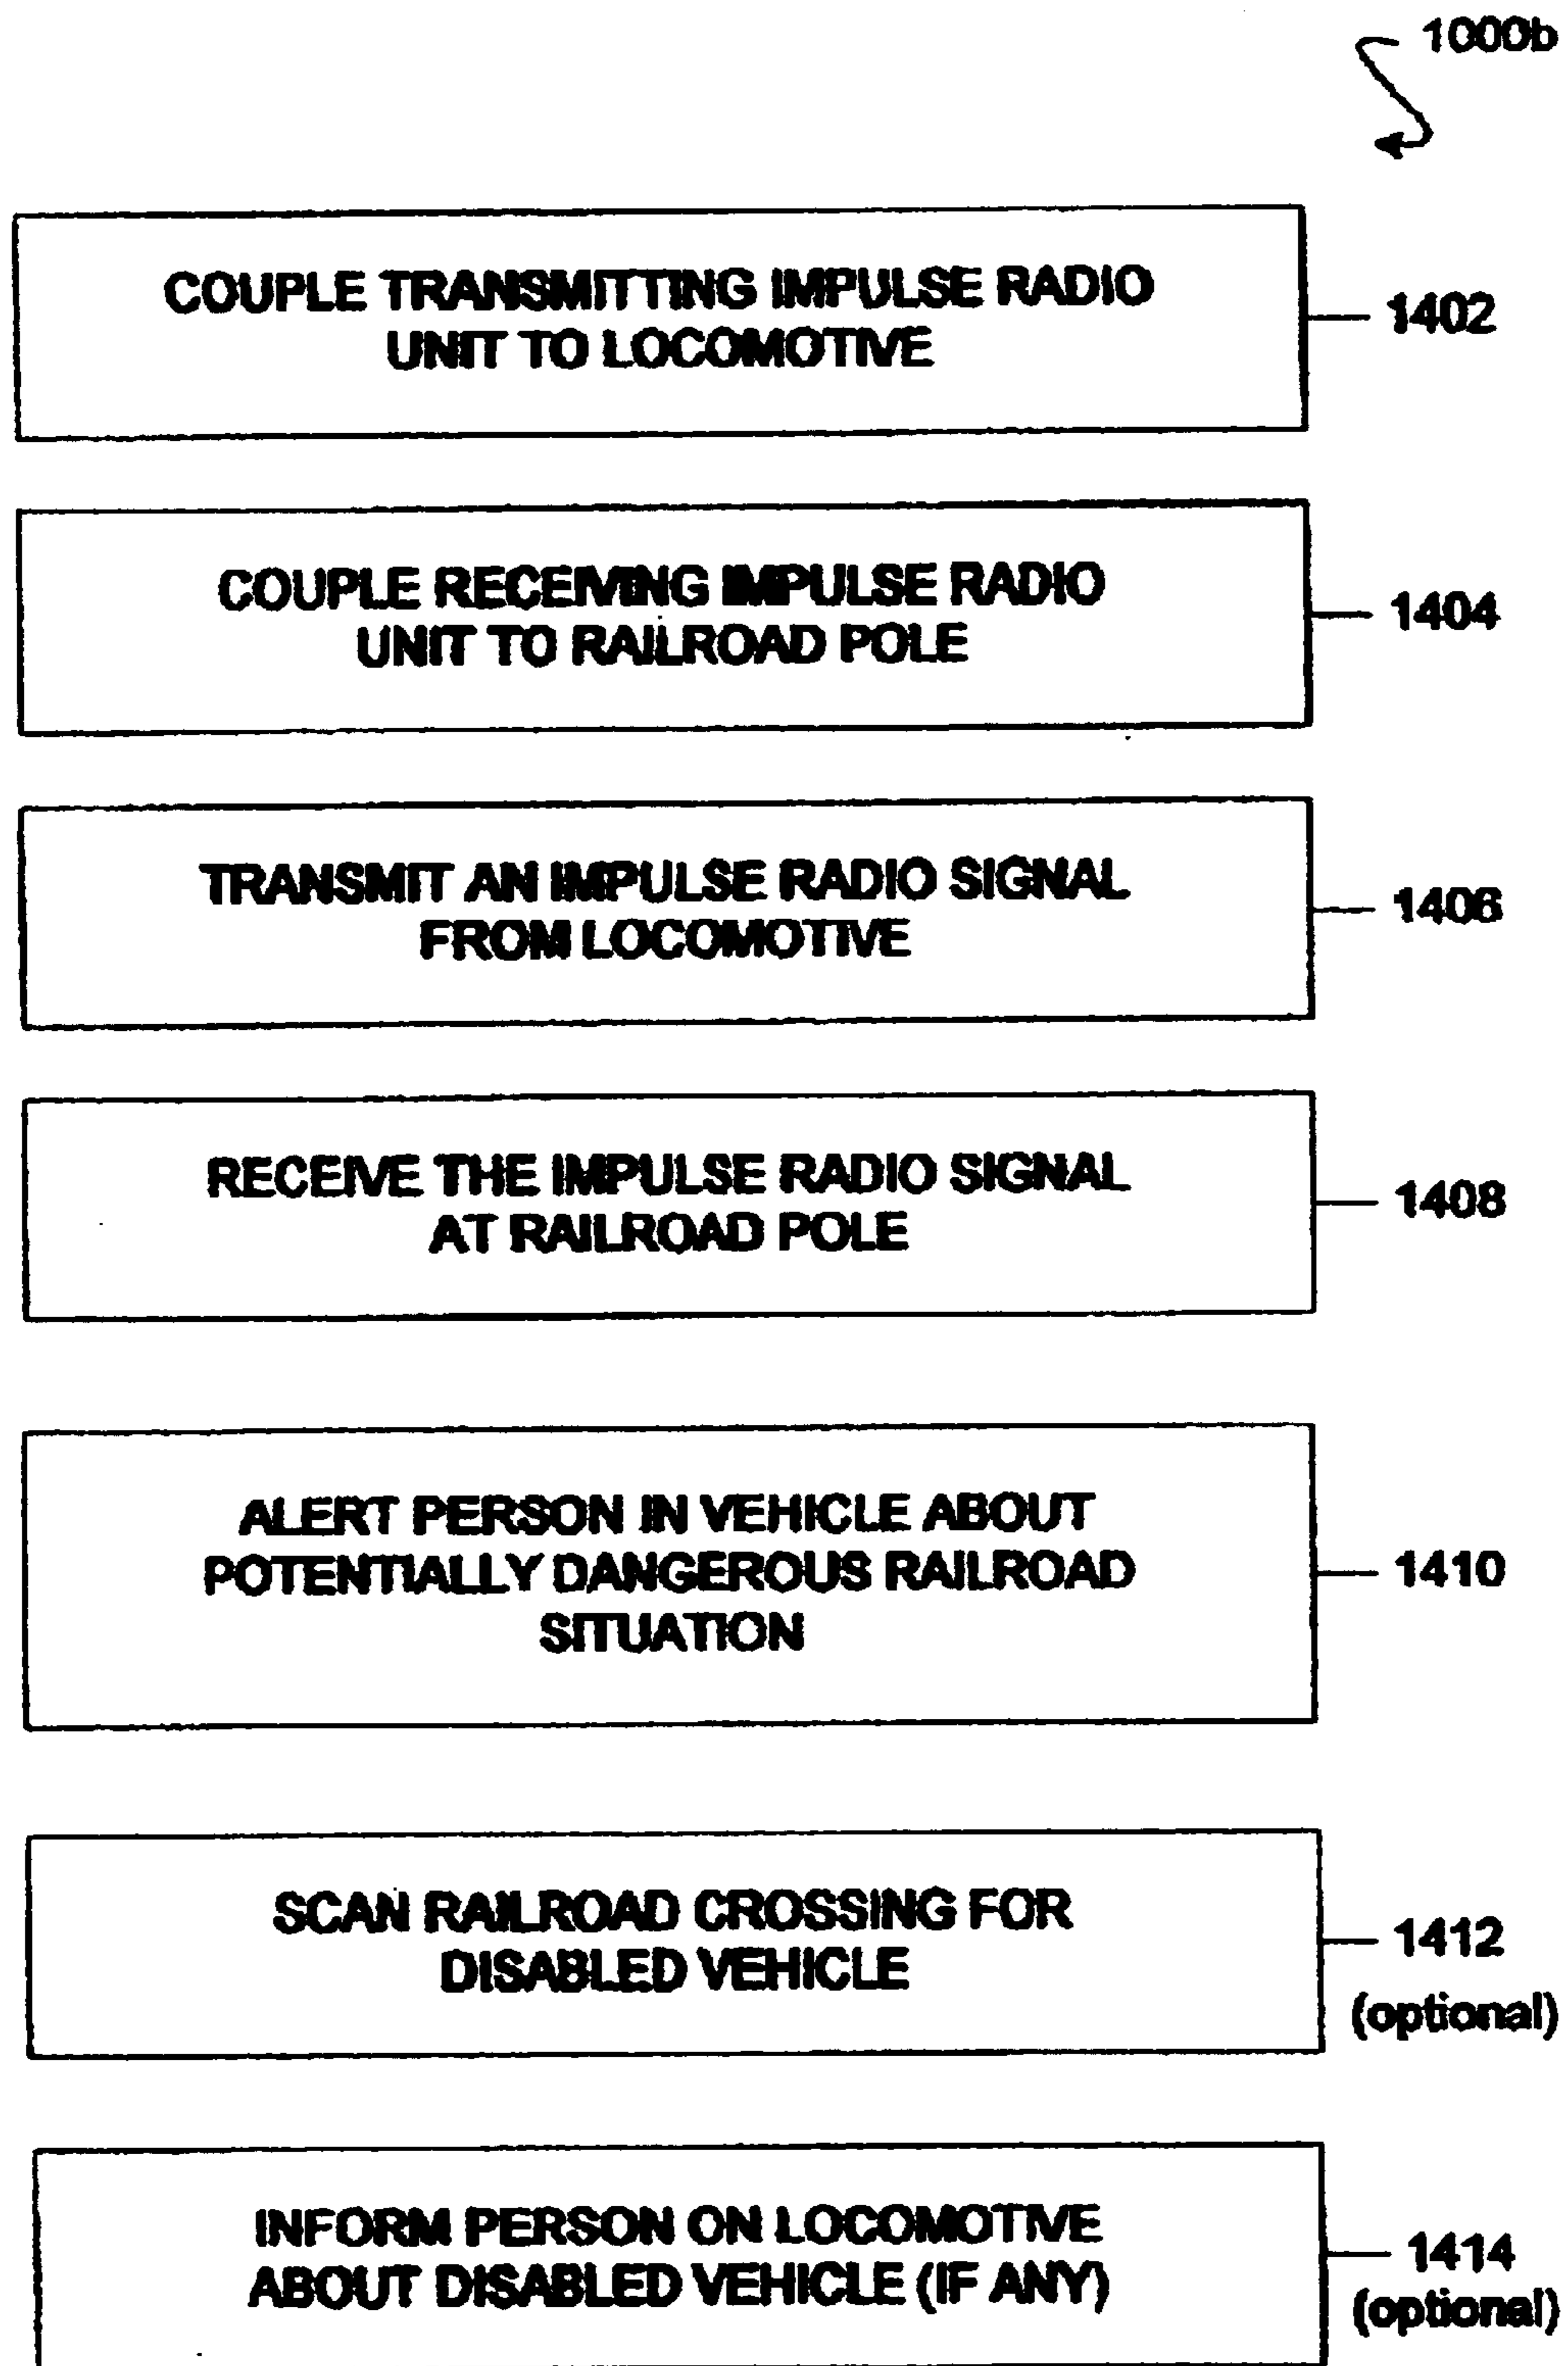 1000b
COUPLE TRANSMITTING IMPULSE RADIO
UNIT TO LOCOMOTIVE
1402
COUPLE RECEIVING IMPULSE RADIO
UNIT TO RAILROAD POLE
1404
TRANSMIT AN IMPULSE RADIO SIGNAL
FROM LOCOMOTIVE
1406
RECEIVE THE IMPULSE RADIO SIGNAL
AT RAILROAD POLE
1408
ALERT PERSON IN VEHICLE ABOUT
POTENTIALLY DANGEROUS RAILROAD
SITUATION
1410
SCAN RAILROAD CROSSING FOR
DISABLED VEHICLE
1412
(optional)
INFORM PERSON ON LOCOMOTIVE
ABOUT DISABLED VEHICLE (IF ANY)
1414
(optional)